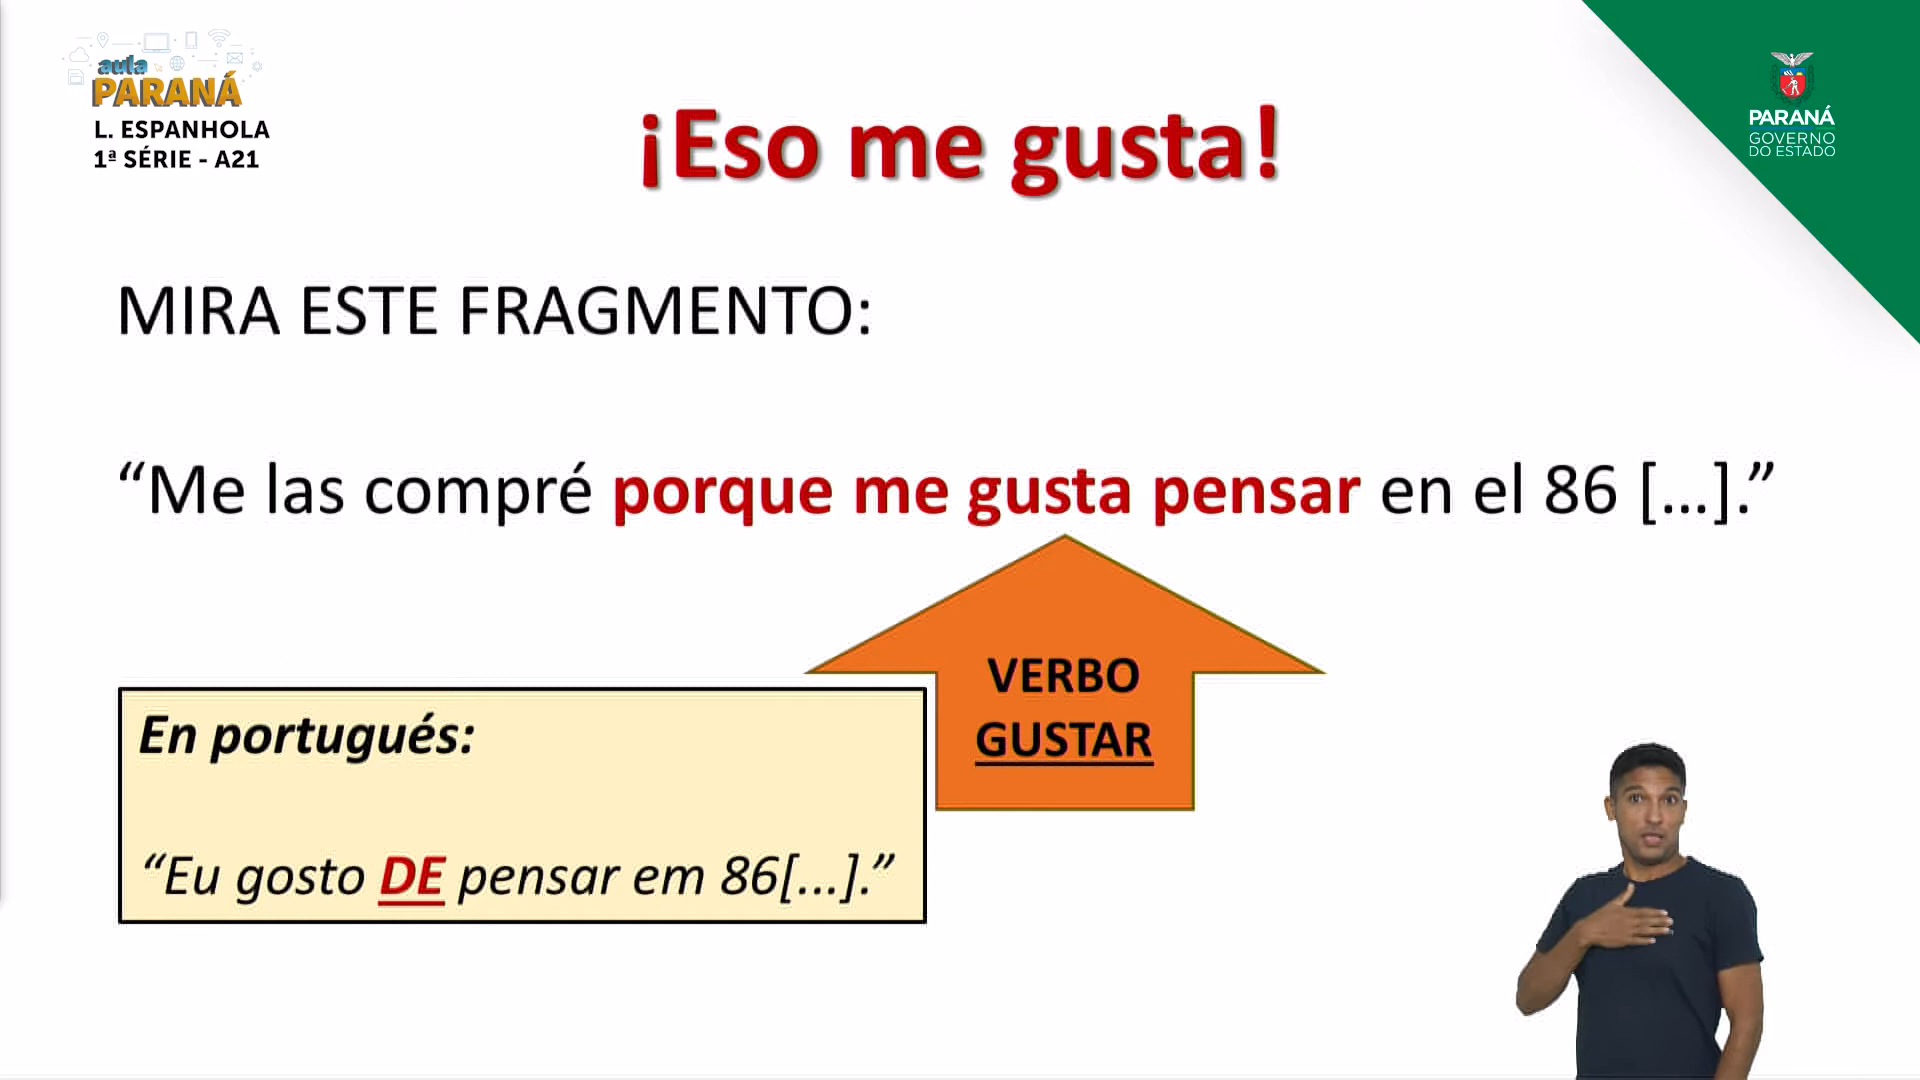 aula
PARANÁ
L. ESPANHOLA
1ª SÉRIE - A21
¡Eso me gusta!
PARANÁ
GOVERNO
DO ESTADO
MIRA ESTE FRAGMENTO:
“Me las compré porque me gusta pensar en el 86 [...].”
VERBO
GUSTAR
En portugués:
“Eu gosto DE pensar em 86[...].”